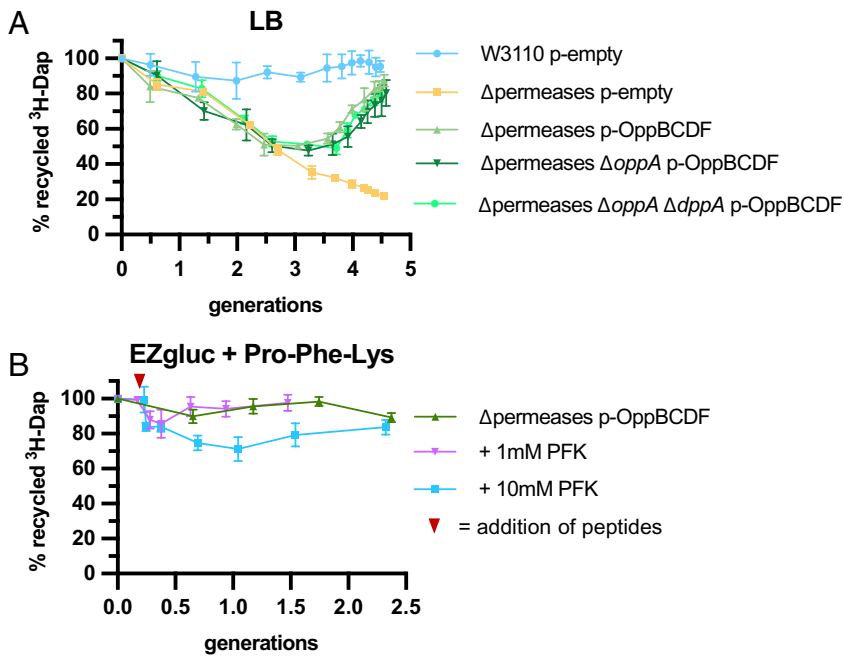 A
LB
% recycled ³H-Dap
100
80
60
40
20
0
0 1 2 3 4 5
generations
W3110 p-empty
Δpermeases p-empty
Δpermeases p-OppBCDF
Δpermeases ΔoppA p-OppBCDF
Δpermeases ΔoppA ΔdppA p-OppBCDF
B
EZgluc + Pro-Phe-Lys
% recycled ³H-Dap
100
80
60
40
20
0
0.0 0.5 1.0 1.5 2.0 2.5
generations
Δpermeases p-OppBCDF
+ 1mM PFK
+ 10mM PFK
= addition of peptides